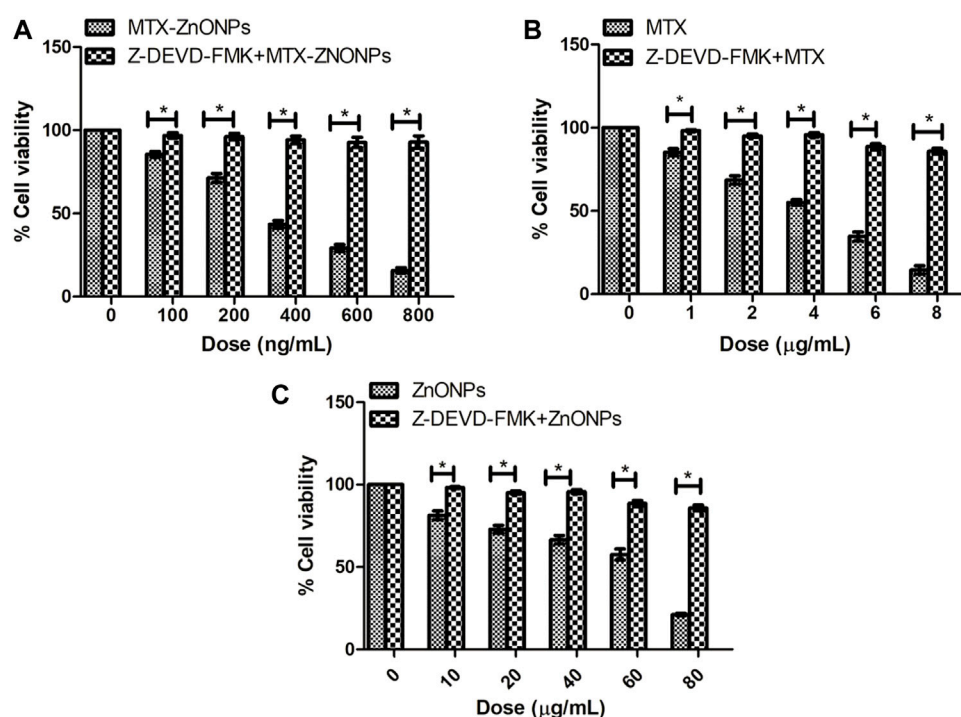 A
MTX-ZnONPs
Z-DEVD-FMK+MTX-ZNONPs
150
100
50
0
% Cell viability
* * * * *
0 100 200 400 600 800
Dose (ng/mL)
B
MTX
Z-DEVD-FMK+MTX
150
100
50
0
% Cell viability
* * * * *
0 1 2 4 6 8
Dose (μg/mL)
C
ZnONPs
Z-DEVD-FMK+ZnONPs
150
100
50
0
% Cell viability
* * * * *
0 10 20 40 60 80
Dose (μg/mL)